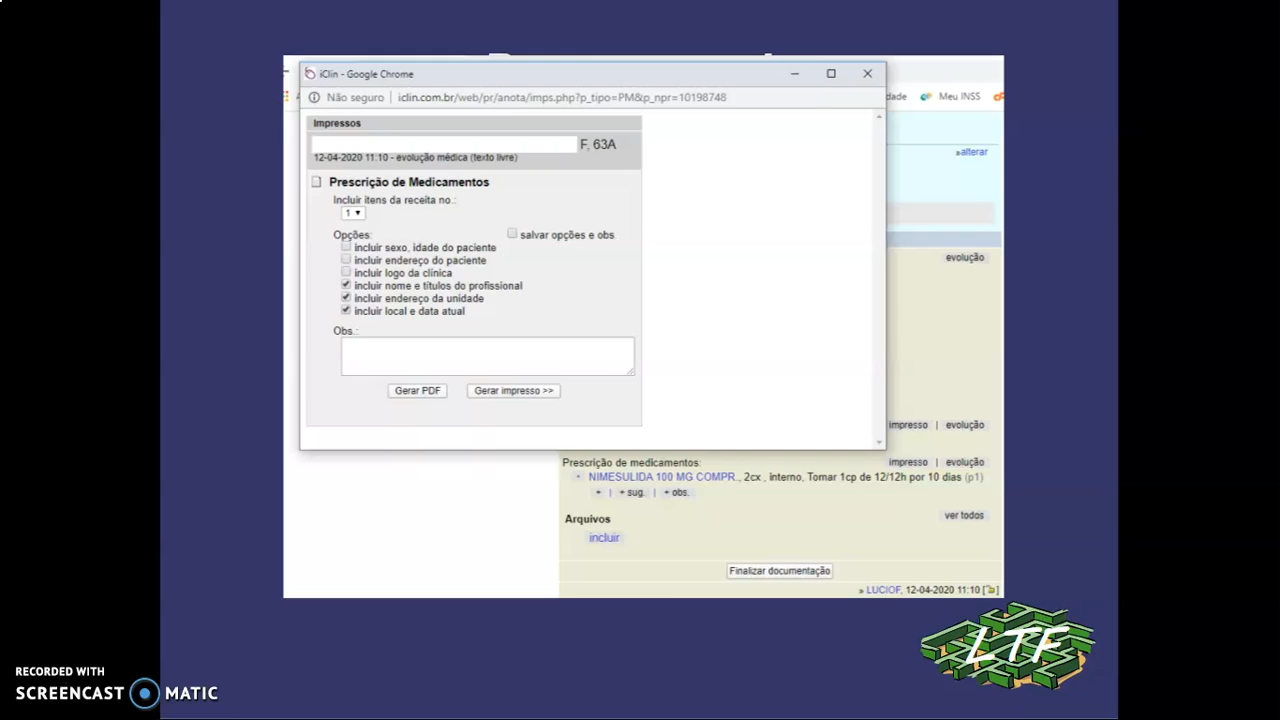 iClin - Google Chrome
Não seguro | iclin.com.br/web/pr/anota/imps.php?p_tipo=PM&p_npr=10198748
dade Meu INSS
Impressos
F, 63A
12-04-2020 11:10 - evolução médica (texto livre)
»alterar
Prescrição de Medicamentos
Incluir itens da receita no.:
1
Opções:
salvar opções e obs
incluir sexo, idade do paciente
incluir endereço do paciente
incluir logo da clínica
incluir nome e títulos do profissional
incluir endereço da unidade
incluir local e data atual
evolução
Obs.:
Gerar PDF Gerar impresso >>
impresso | evolução
Prescrição de medicamentos: impresso | evolução
NIMESULIDA 100 MG COMPR., 2cx , interno, Tomar 1cp de 12/12h por 10 dias (p1)
+ | + sug. | + obs.
Arquivos ver todos
incluir
Finalizar documentação
» LUCIOF, 12-04-2020 11:10
LTF
RECORDED WITH
SCREENCAST MATIC